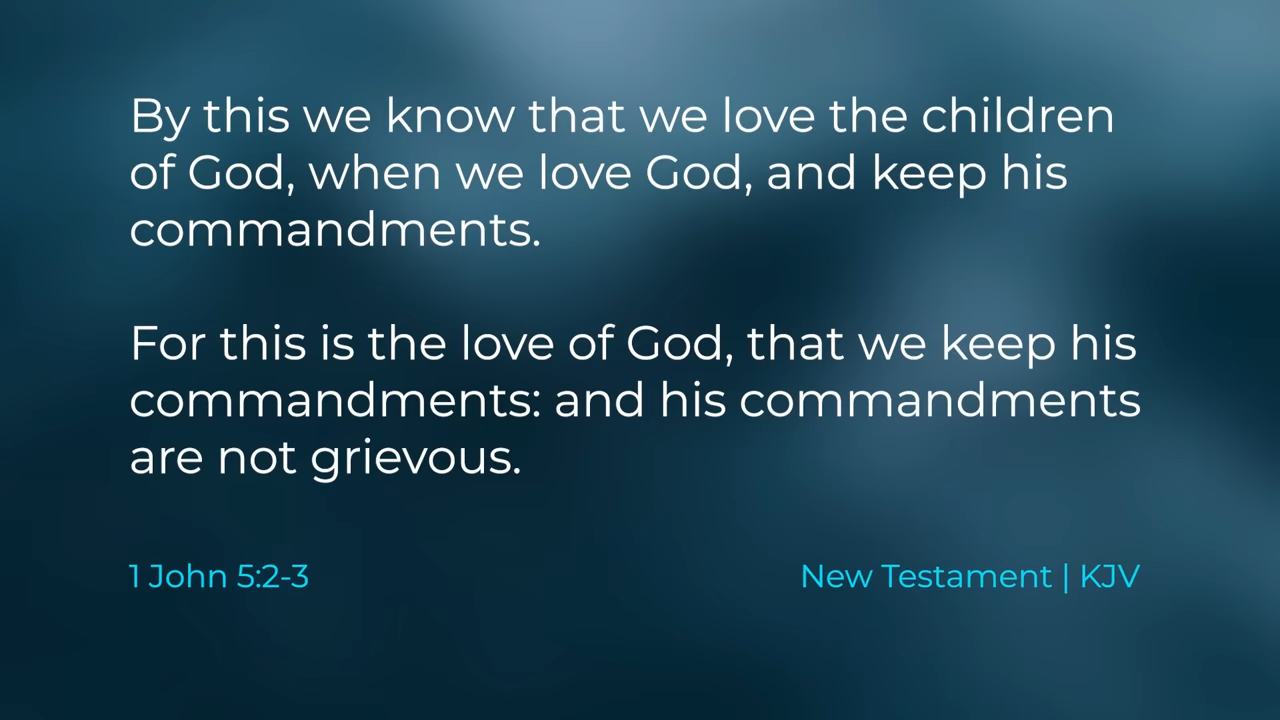 By this we know that we love the children
of God, when we love God, and keep his
commandments.
For this is the love of God, that we keep his
commandments: and his commandments
are not grievous.
1 John 5:2-3
New Testament | KJV